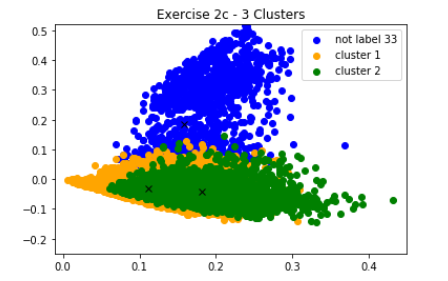 Exercise 2c - 3 Clusters
not label 33
cluster 1
cluster 2
0.5
0.4
0.3
0.2
0.1
0.0
−0.1
−0.2
0.0 0.1 0.2 0.3 0.4